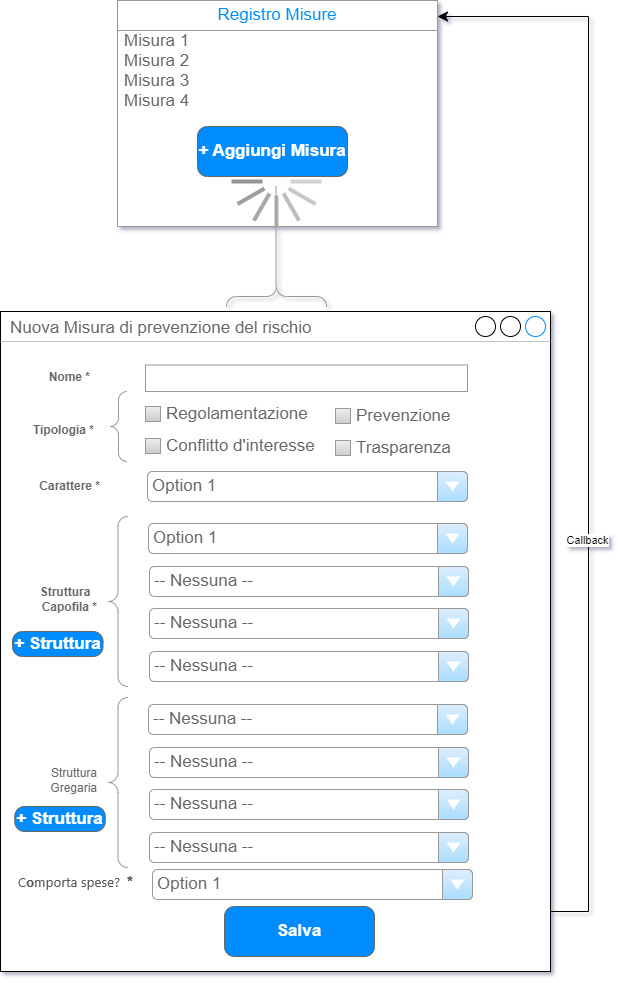 Registro Misure
Misura 1
Misura 2
Misura 3
Misura 4
+ Aggiungi Misura
Nuova Misura di prevenzione del rischio
Nome *
Tipologia *
Regolamentazione
Prevenzione
Conflitto d'interesse
Trasparenza
Carattere *
Option 1
Callback
Option 1
Struttura
Capofila *
-- Nessuna --
-- Nessuna --
+ Struttura
-- Nessuna --
-- Nessuna --
Struttura
Gregaria
-- Nessuna --
-- Nessuna --
+ Struttura
-- Nessuna --
Comporta spese? *
Option 1
Salva